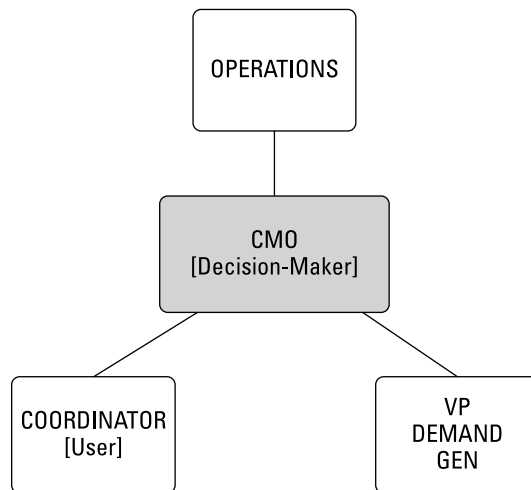 OPERATIONS
CMO
[Decision-Maker]
COORDINATOR
[User]
VP
DEMAND
GEN